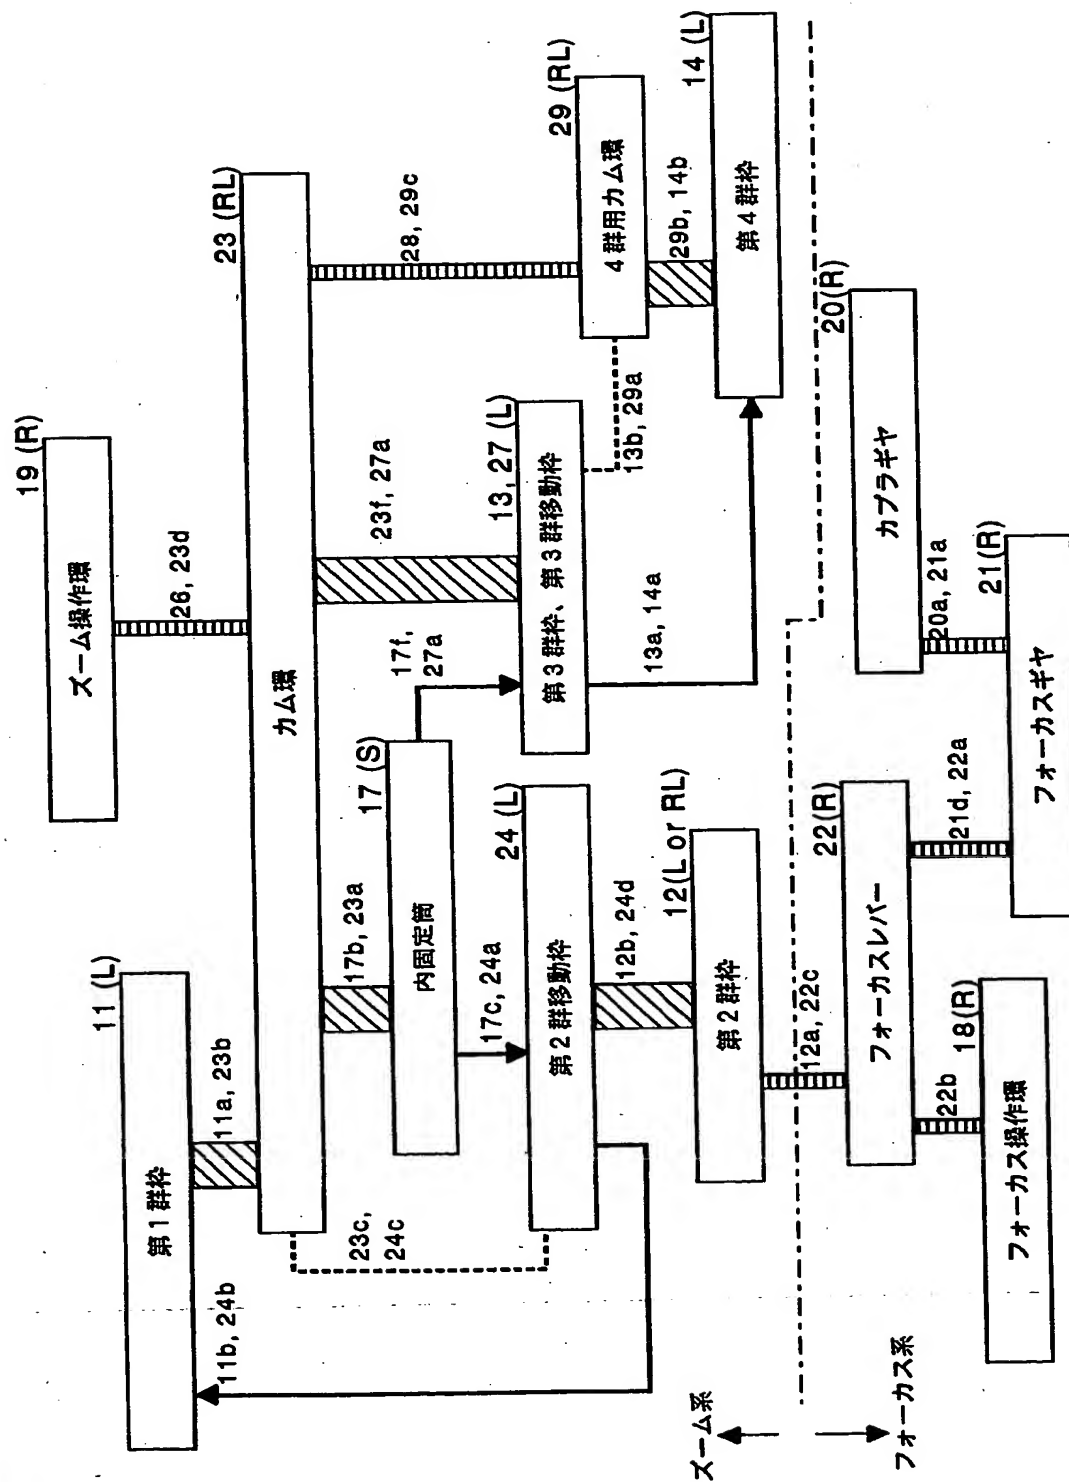 19 (R)
ズーム操作環
26, 23d
11 (L)
第1群枠
11a, 23b
11b, 24b
23 (RL)
カム環
23c,
24c
17b, 23a
17 (S)
内固定筒
17c, 24a
17f,
27a
23f, 27a
28, 29c
24 (L)
第2群移動枠
12b, 24d
13, 27 (L)
第3群枠、第3群移動枠
13b, 29a
13a, 14a
29 (RL)
4群用カム環
29b, 14b
12(L or RL)
第2群枠
14 (L)
第4群枠
12a, 22c
ズーム系
フォーカス系
22(R)
フォーカスレバー
22b
21d, 22a
20(R)
カプラギヤ
20a, 21a
18(R)
フォーカス操作環
21(R)
フォーカスギヤ